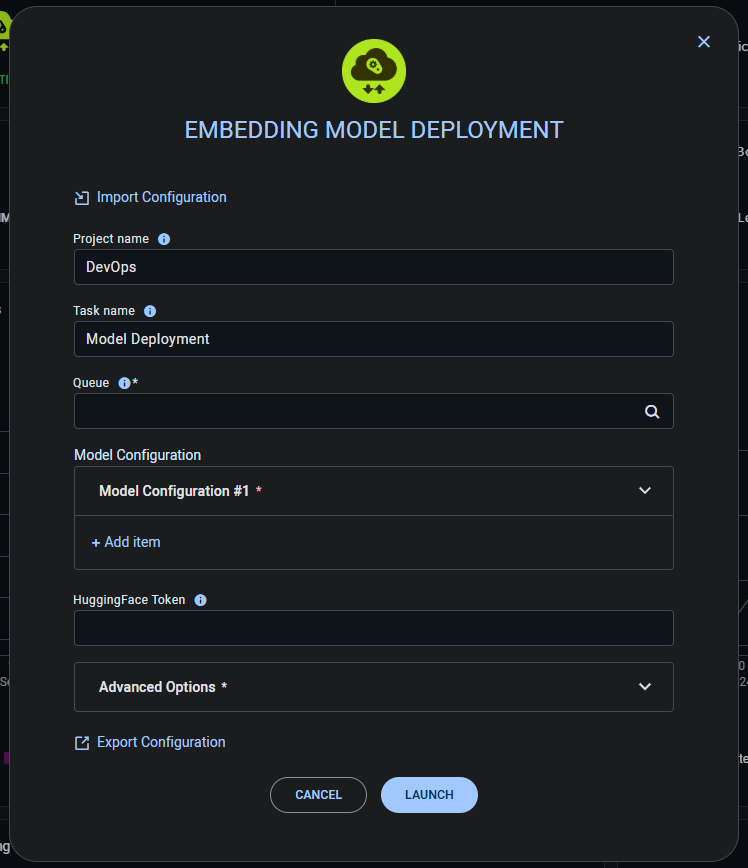 EMBEDDING MODEL DEPLOYMENT
Import Configuration
Project name
DevOps
Task name
Model Deployment
Queue *
Model Configuration
Model Configuration #1 *
+ Add item
HuggingFace Token
Advanced Options *
Export Configuration
CANCEL LAUNCH